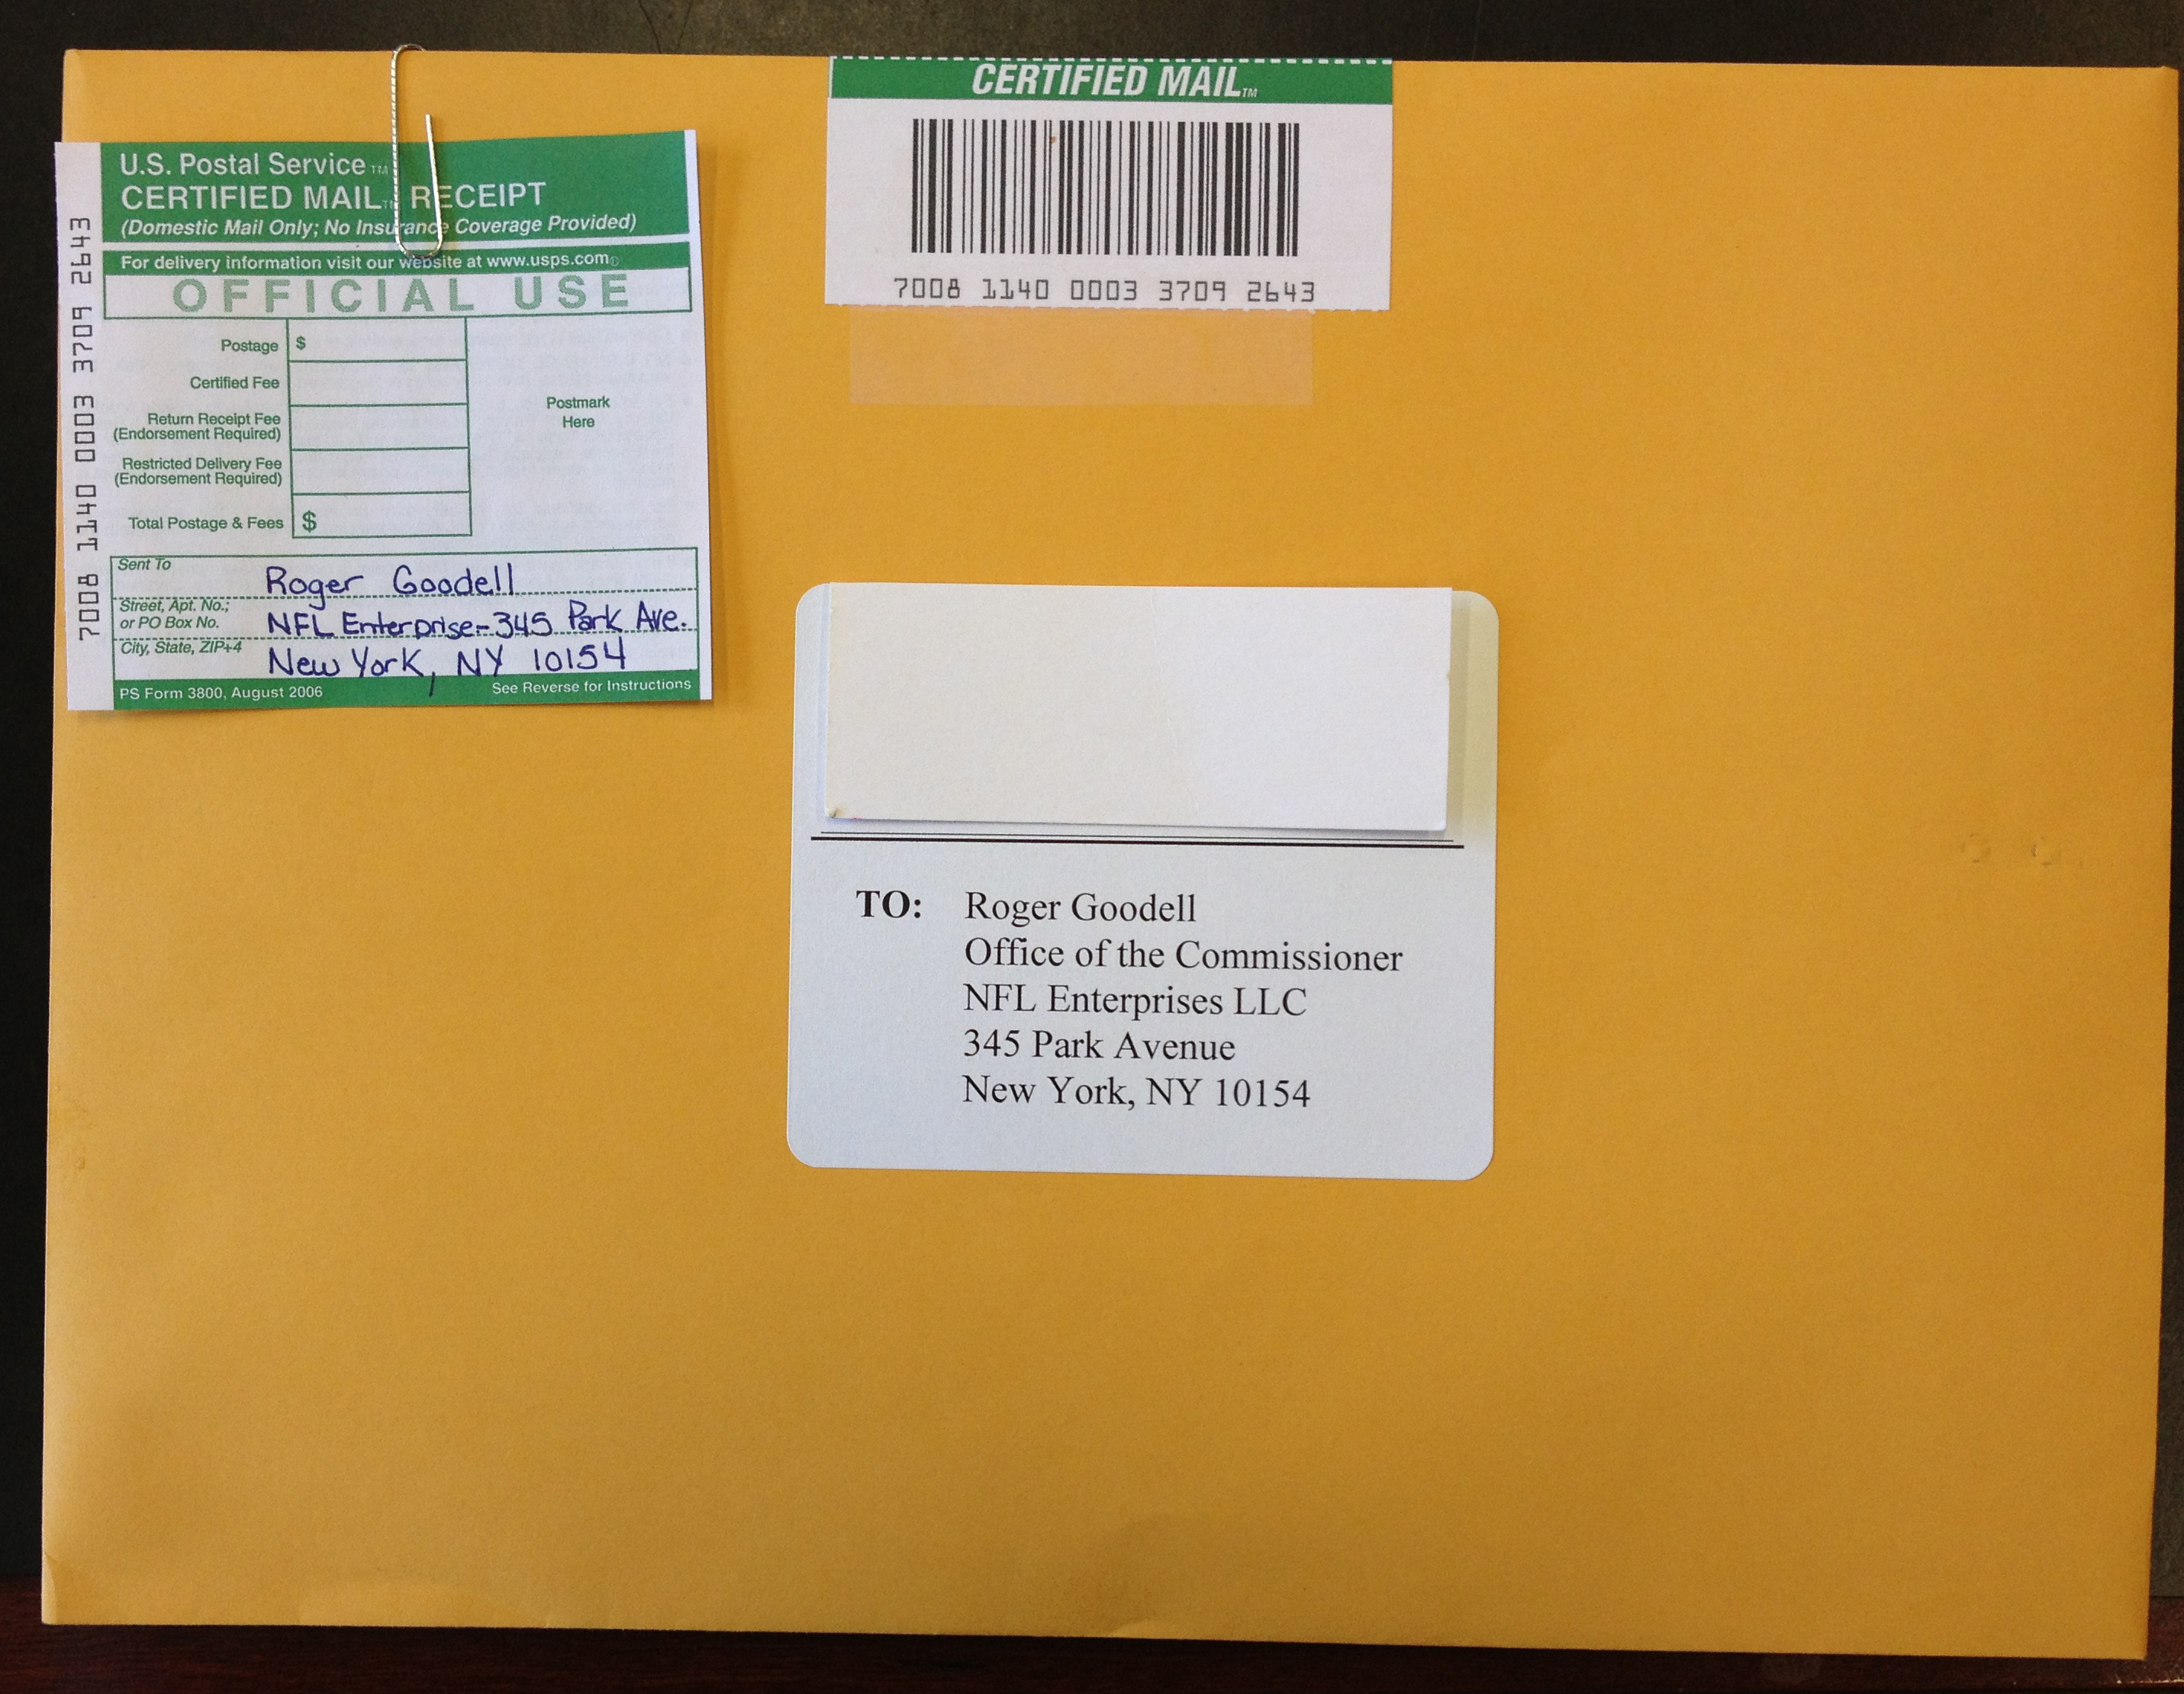 CERTIFIED MAIL™
7008 1140 0003 3709 2643
7008 1140 0003 3709 2643
U.S. Postal Service™
CERTIFIED MAIL™ RECEIPT
(Domestic Mail Only; No Insurance Coverage Provided)
For delivery information visit our website at www.usps.com®
OFFICIAL USE
Postage $
Certified Fee
Return Receipt Fee
(Endorsement Required)
Restricted Delivery Fee
(Endorsement Required)
Total Postage & Fees $
Postmark
Here
Sent To
Roger Goodell
Street, Apt. No.;
or PO Box No.
NFL Enterprise-345 Park Ave.
City, State, ZIP+4
New York, NY 10154
PS Form 3800, August 2006 See Reverse for Instructions
TO: Roger Goodell
Office of the Commissioner
NFL Enterprises LLC
345 Park Avenue
New York, NY 10154